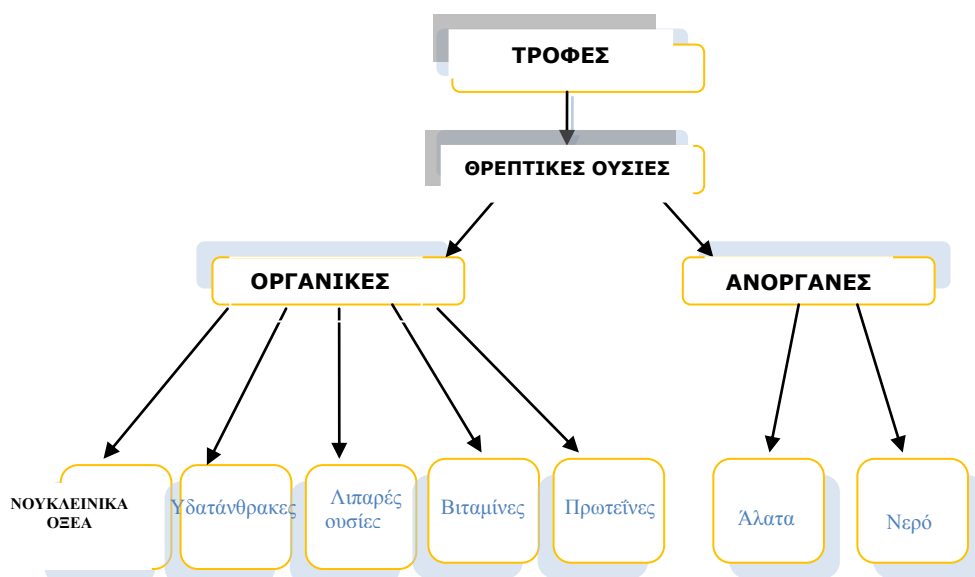 ΤΡΟΦΕΣ
ΘΡΕΠΤΙΚΕΣ ΟΥΣΙΕΣ
ΟΡΓΑΝΙΚΕΣ
ΑΝΟΡΓΑΝΕΣ
ΝΟΥΚΛΕΙΝΙΚΑ
ΟΞΕΑ
Υδατάνθρακες
Λιπαρές
ουσίες
Βιταμίνες
Πρωτεΐνες
Άλατα
Νερό